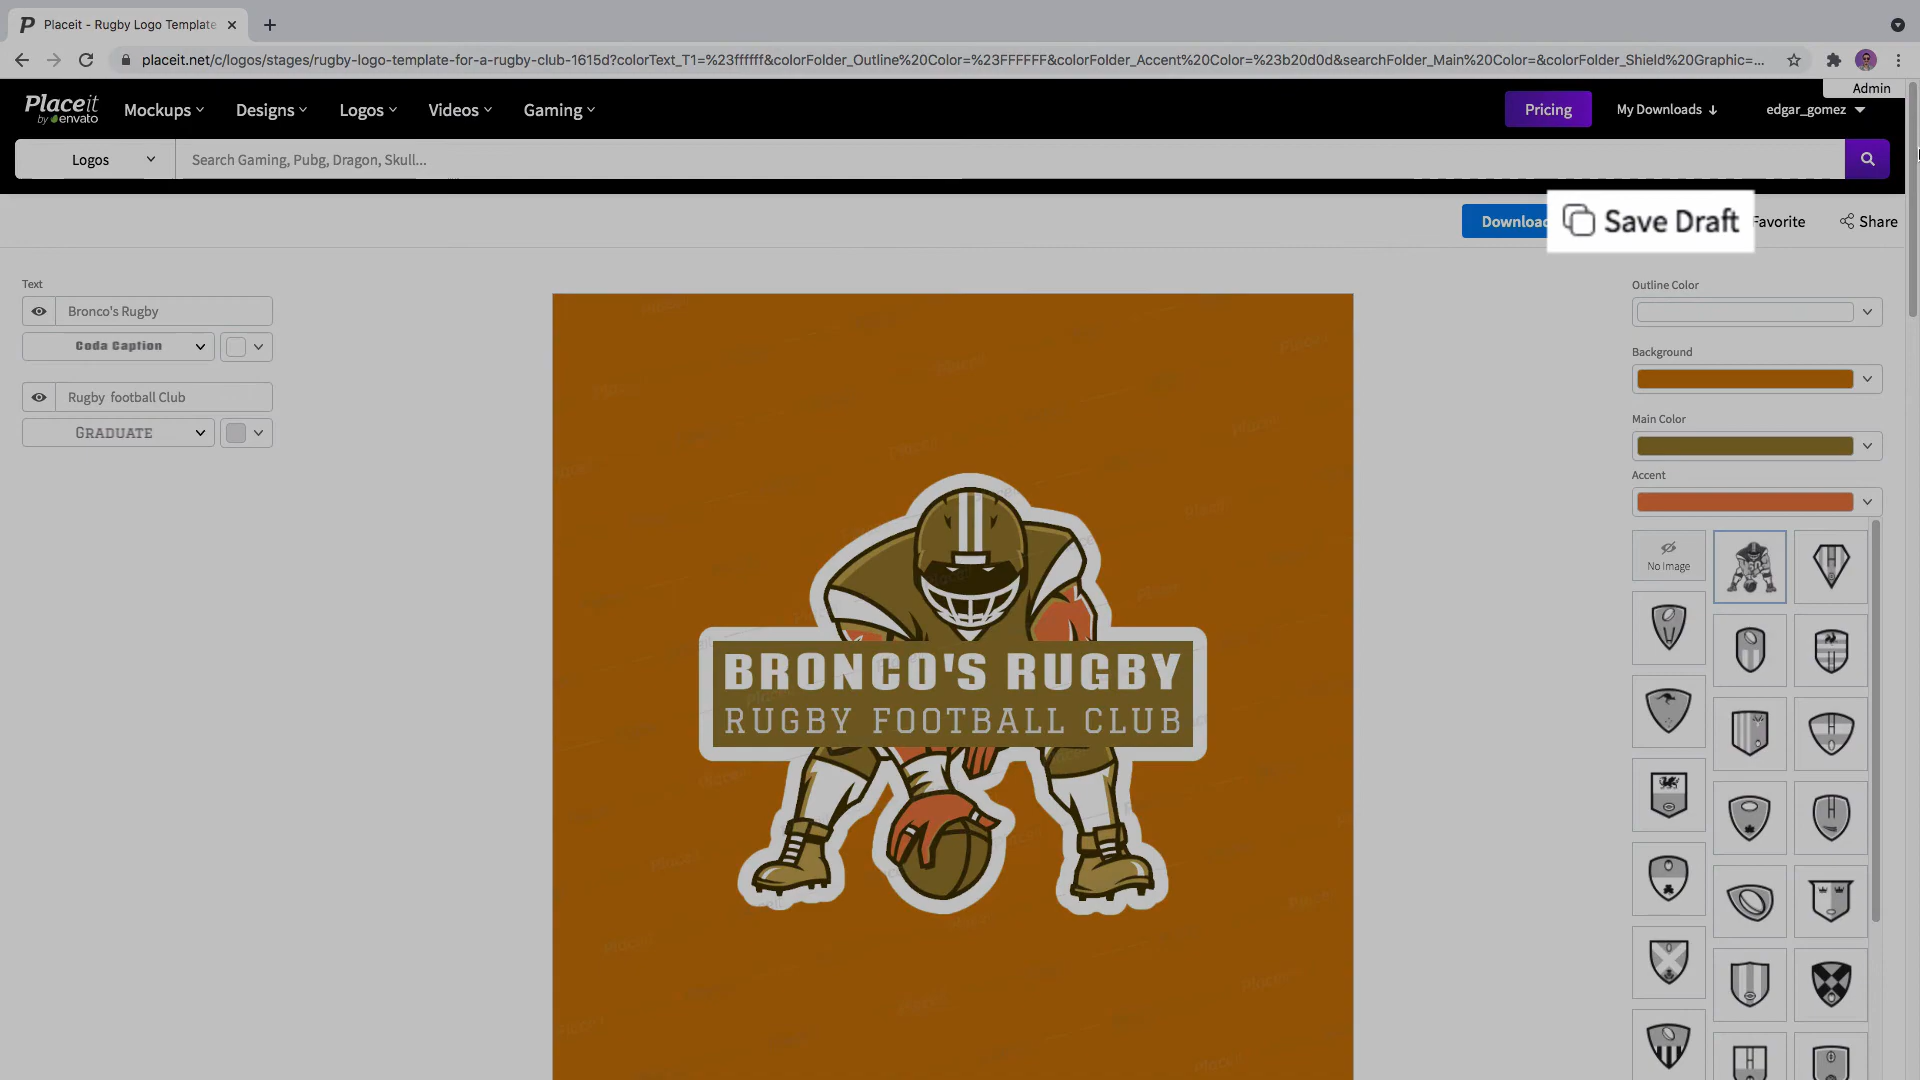 Placeit - Rugby Logo Template
placeit.net/c/logos/stages/rugby-logo-template-for-a-rugby-club-1615d?colorText_T1=%23ffffff&colorFolder_Outline%20Color=%23FFFFFF&colorFolder_Accent%20Color=%23b20d0d&searchFolder_Main%20Color=&colorFolder_Shield%20Graphic=...
Admin
Placeit
by envato
Mockups
Designs
Logos
Videos
Gaming
Pricing
My Downloads
edgar_gomez
Logos
Search Gaming, Pubg, Dragon, Skull...
Download
Save Draft
Favorite
Share
Text
Bronco's Rugby
Coda Caption
Rugby football Club
GRADUATE
Outline Color
Background
Main Color
Accent
No Image
BRONCO'S RUGBY
RUGBY FOOTBALL CLUB